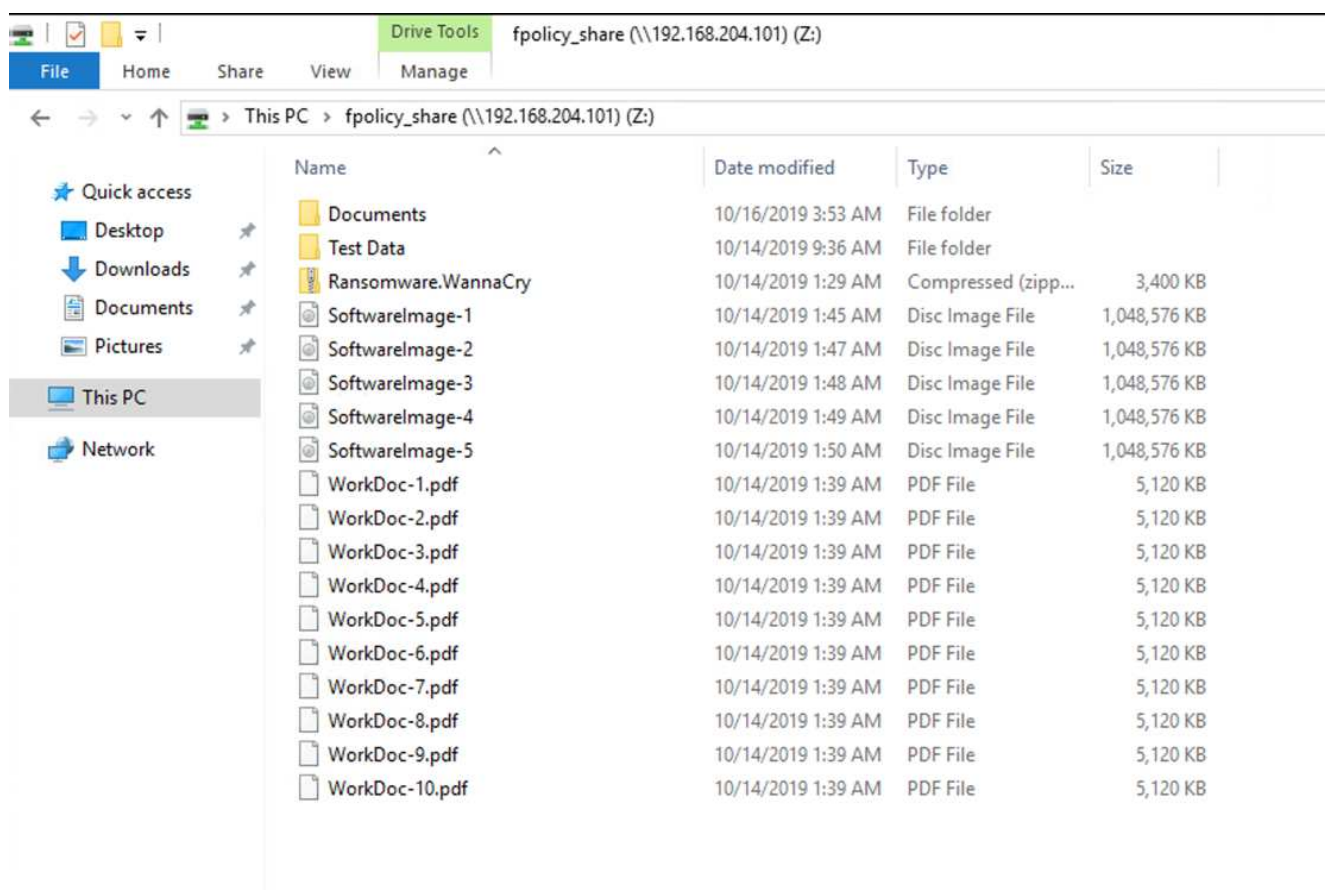 Drive Tools fpolicy_share (\\192.168.204.101) (Z:)
File Home Share View Manage
This PC > fpolicy_share (\\192.168.204.101) (Z:)
Name Date modified Type Size
Quick access
Desktop
Downloads
Documents
Pictures
This PC
Network
Documents 10/16/2019 3:53 AM File folder
Test Data 10/14/2019 9:36 AM File folder
Ransomware.WannaCry 10/14/2019 1:29 AM Compressed (zipp... 3,400 KB
SoftwareImage-1 10/14/2019 1:45 AM Disc Image File 1,048,576 KB
SoftwareImage-2 10/14/2019 1:47 AM Disc Image File 1,048,576 KB
SoftwareImage-3 10/14/2019 1:48 AM Disc Image File 1,048,576 KB
SoftwareImage-4 10/14/2019 1:49 AM Disc Image File 1,048,576 KB
SoftwareImage-5 10/14/2019 1:50 AM Disc Image File 1,048,576 KB
WorkDoc-1.pdf 10/14/2019 1:39 AM PDF File 5,120 KB
WorkDoc-2.pdf 10/14/2019 1:39 AM PDF File 5,120 KB
WorkDoc-3.pdf 10/14/2019 1:39 AM PDF File 5,120 KB
WorkDoc-4.pdf 10/14/2019 1:39 AM PDF File 5,120 KB
WorkDoc-5.pdf 10/14/2019 1:39 AM PDF File 5,120 KB
WorkDoc-6.pdf 10/14/2019 1:39 AM PDF File 5,120 KB
WorkDoc-7.pdf 10/14/2019 1:39 AM PDF File 5,120 KB
WorkDoc-8.pdf 10/14/2019 1:39 AM PDF File 5,120 KB
WorkDoc-9.pdf 10/14/2019 1:39 AM PDF File 5,120 KB
WorkDoc-10.pdf 10/14/2019 1:39 AM PDF File 5,120 KB